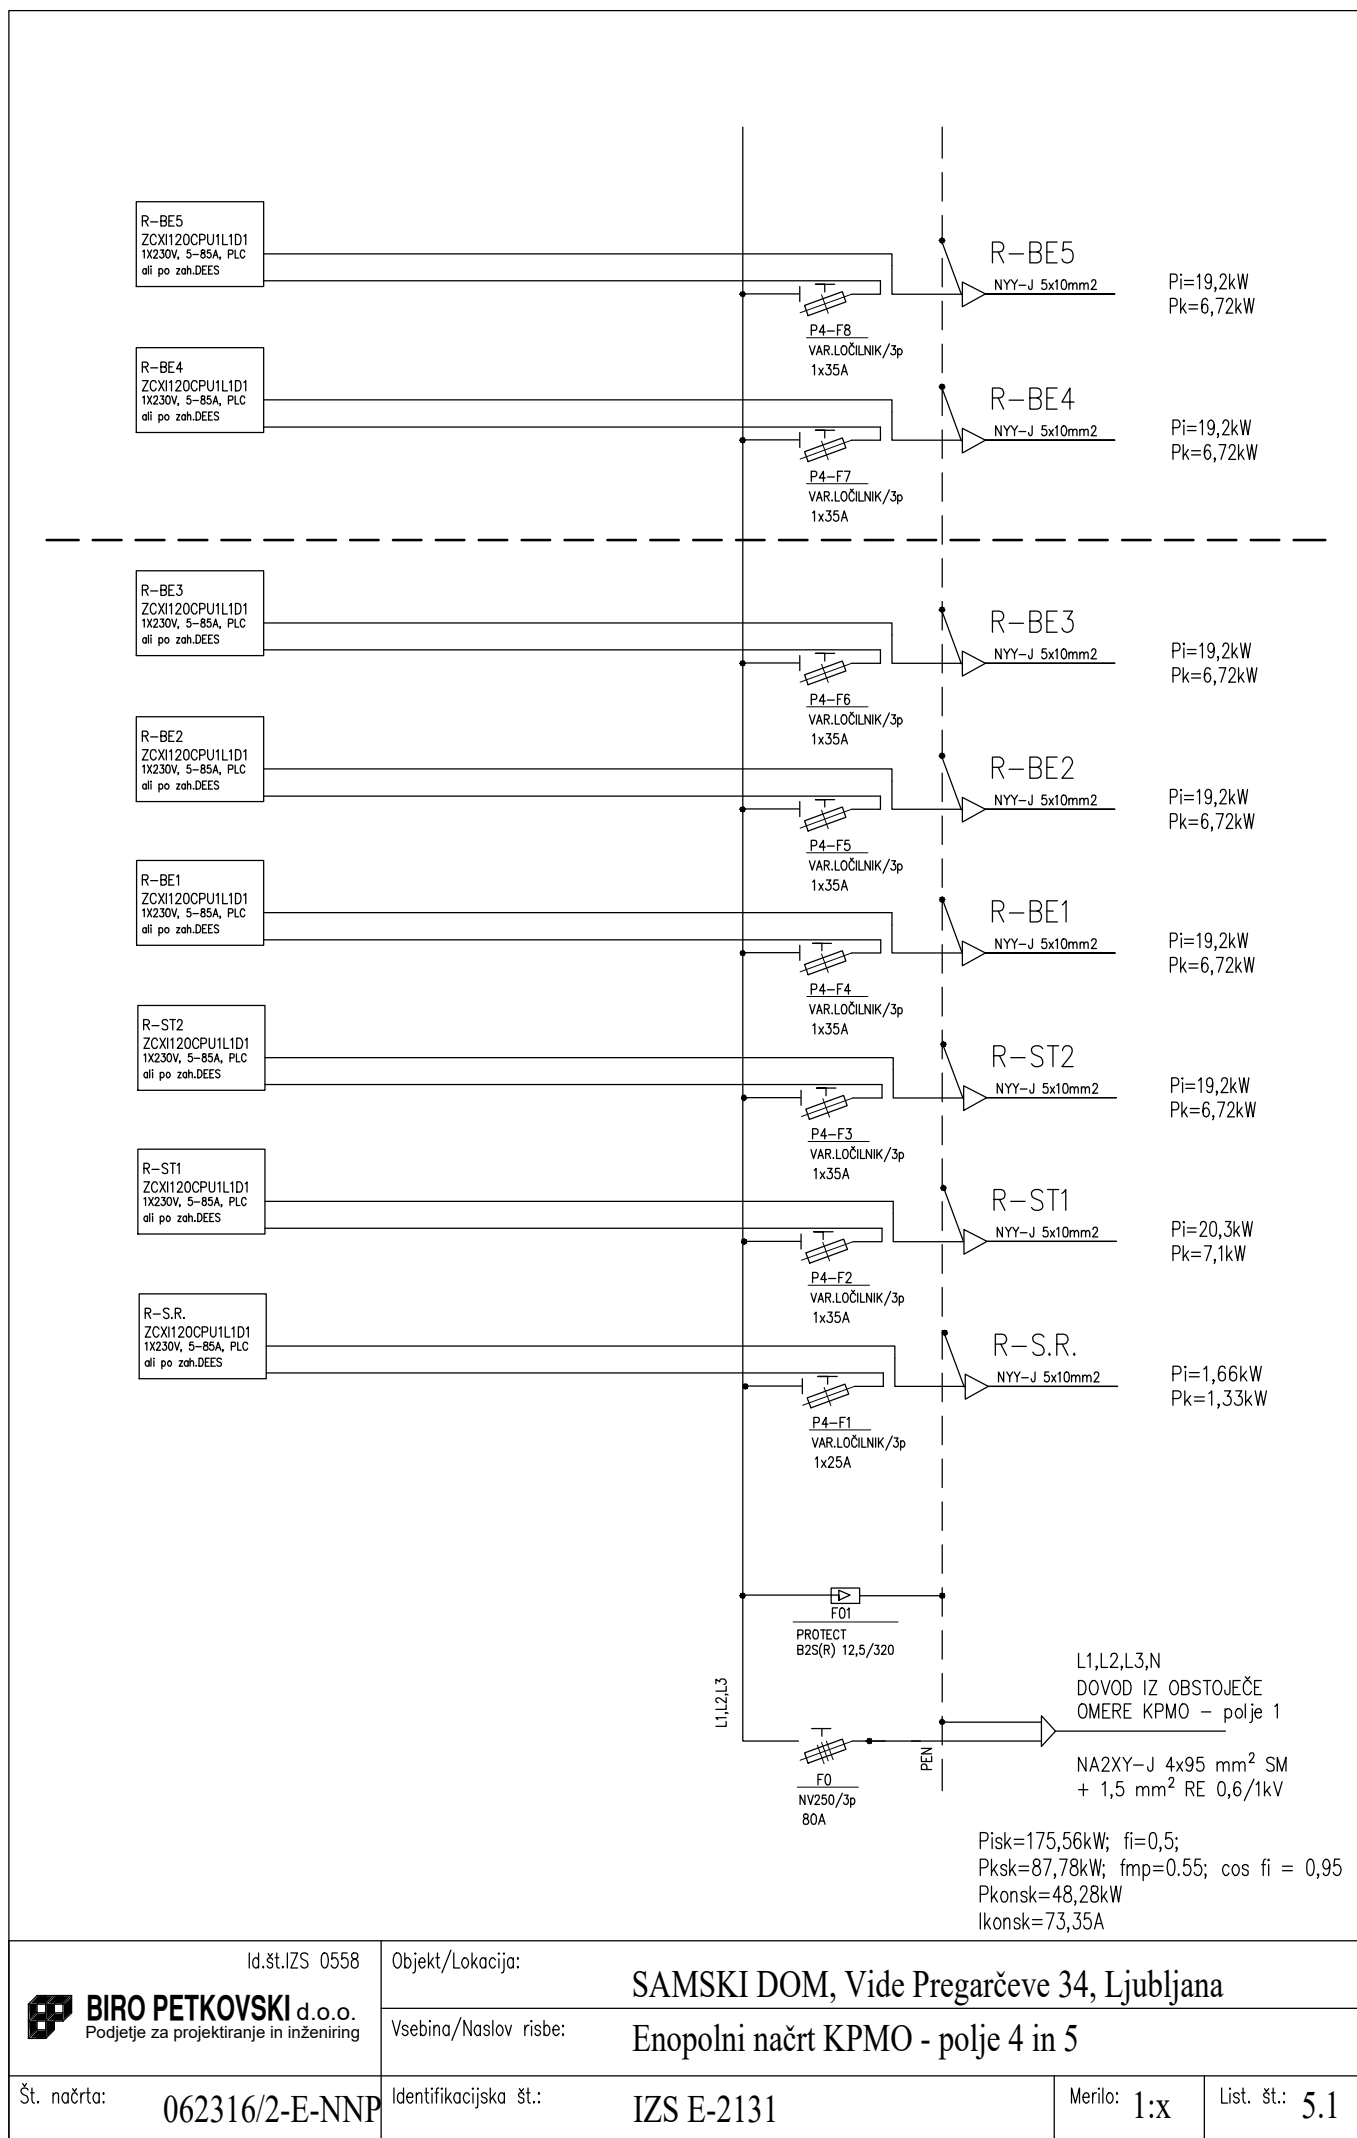 R-BE5
ZCXI120CPU1L1D1
1X230V, 5-85A, PLC
ali po zah.DEES
R-BE5
NYY-J 5x10mm2
Pi=19,2kW
Pk=6,72kW
P4-F8
VAR.LOČILNIK/3p
1x35A
R-BE4
ZCXI120CPU1L1D1
1X230V, 5-85A, PLC
ali po zah.DEES
R-BE4
NYY-J 5x10mm2
Pi=19,2kW
Pk=6,72kW
P4-F7
VAR.LOČILNIK/3p
1x35A
R-BE3
ZCXI120CPU1L1D1
1X230V, 5-85A, PLC
ali po zah.DEES
R-BE3
NYY-J 5x10mm2
Pi=19,2kW
Pk=6,72kW
P4-F6
VAR.LOČILNIK/3p
1x35A
R-BE2
ZCXI120CPU1L1D1
1X230V, 5-85A, PLC
ali po zah.DEES
R-BE2
NYY-J 5x10mm2
Pi=19,2kW
Pk=6,72kW
P4-F5
VAR.LOČILNIK/3p
1x35A
R-BE1
ZCXI120CPU1L1D1
1X230V, 5-85A, PLC
ali po zah.DEES
R-BE1
NYY-J 5x10mm2
Pi=19,2kW
Pk=6,72kW
P4-F4
VAR.LOČILNIK/3p
1x35A
R-ST2
ZCXI120CPU1L1D1
1X230V, 5-85A, PLC
ali po zah.DEES
R-ST2
NYY-J 5x10mm2
Pi=19,2kW
Pk=6,72kW
P4-F3
VAR.LOČILNIK/3p
1x35A
R-ST1
ZCXI120CPU1L1D1
1X230V, 5-85A, PLC
ali po zah.DEES
R-ST1
NYY-J 5x10mm2
Pi=20,3kW
Pk=7,1kW
P4-F2
VAR.LOČILNIK/3p
1x35A
R-S.R.
ZCXI120CPU1L1D1
1X230V, 5-85A, PLC
ali po zah.DEES
R-S.R.
NYY-J 5x10mm2
Pi=1,66kW
Pk=1,33kW
P4-F1
VAR.LOČILNIK/3p
1x25A
F01
PROTECT
B2S(R) 12,5/320
L1,L2,L3
PEN
L1,L2,L3,N
DOVOD IZ OBSTOJEČE
OMERE KPMO - polje 1
F0
NV250/3p
80A
NA2XY-J 4x95 mm² SM
+ 1,5 mm² RE 0,6/1kV
Pisk=175,56kW; fi=0,5;
Pksk=87,78kW; fmp=0.55; cos fi = 0,95
Pkonsk=48,28kW
Ikonsk=73,35A
Id.št.IZS 0558
BIRO PETKOVSKI d.o.o.
Podjetje za projektiranje in inženiring
Objekt/Lokacija:
SAMSKI DOM, Vide Pregarčeve 34, Ljubljana
Vsebina/Naslov risbe:
Enopolni načrt KPMO - polje 4 in 5
Št. načrta:
062316/2-E-NNP
Identifikacijska št.:
IZS E-2131
Merilo: 1:x
List. št.: 5.1